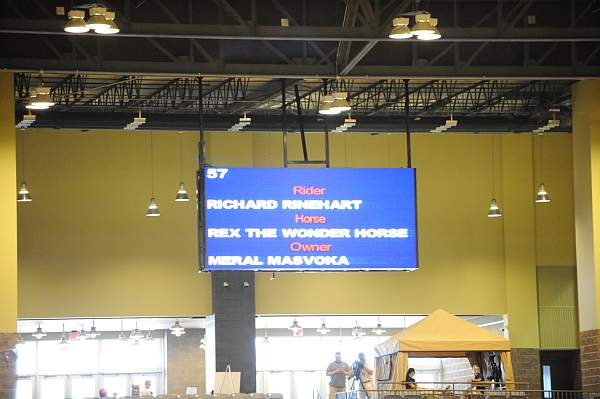 57
Rider
RICHARD RINEHART
Horse
REX THE WONDER HORSE
Owner
MERAL MASVOKA